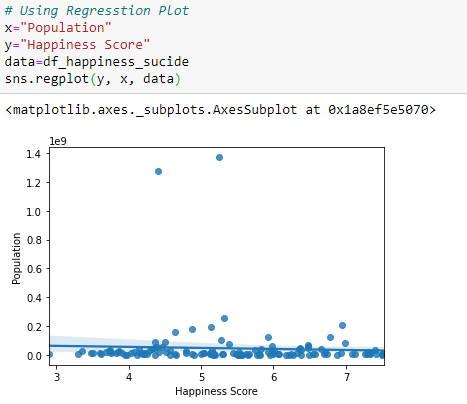 # Using Regresstion Plot
x="Population"
y="Happiness Score"
data=df_happiness_sucide
sns.regplot(y, x, data)
<matplotlib.axes._subplots.AxesSubplot at 0x1a8ef5e5070>
1e9
1.4
1.2
1.0
0.8
0.6
0.4
0.2
0.0
Population
3 4 5 6 7
Happiness Score